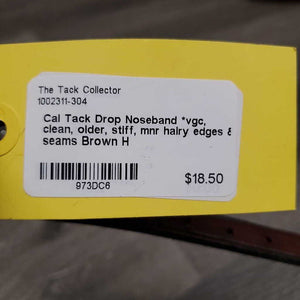 The Tack Collector
1002311-304
Cal Tack Drop Noseband *vgc,
clean, older, stiff, mnr hairy edges &
seams Brown H
973DC6
$18.50